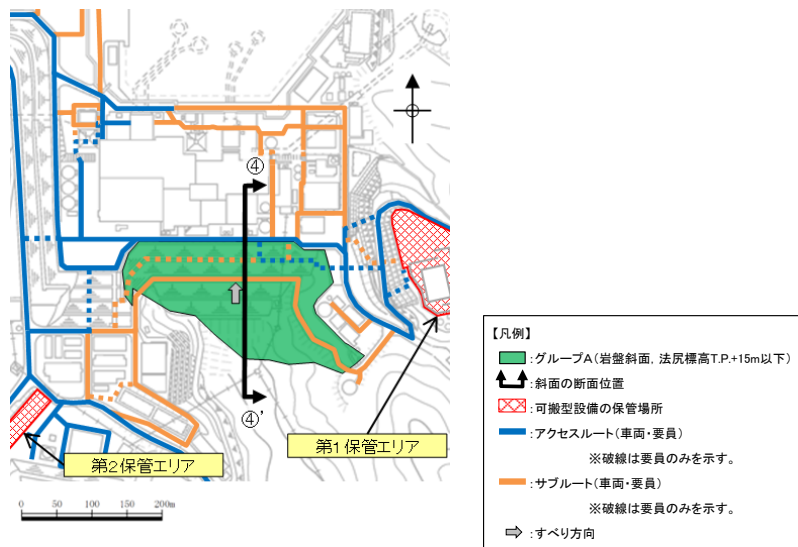 ④
④'
第1保管エリア
第2保管エリア
0 50 100 150 200m
【凡例】
:グループA(岩盤斜面, 法尻標高T.P.+15m以下)
:斜面の断面位置
:可搬型設備の保管場所
:アクセスルート(車両・要員)
※破線は要員のみを示す。
:サブルート(車両・要員)
※破線は要員のみを示す。
:すべり方向